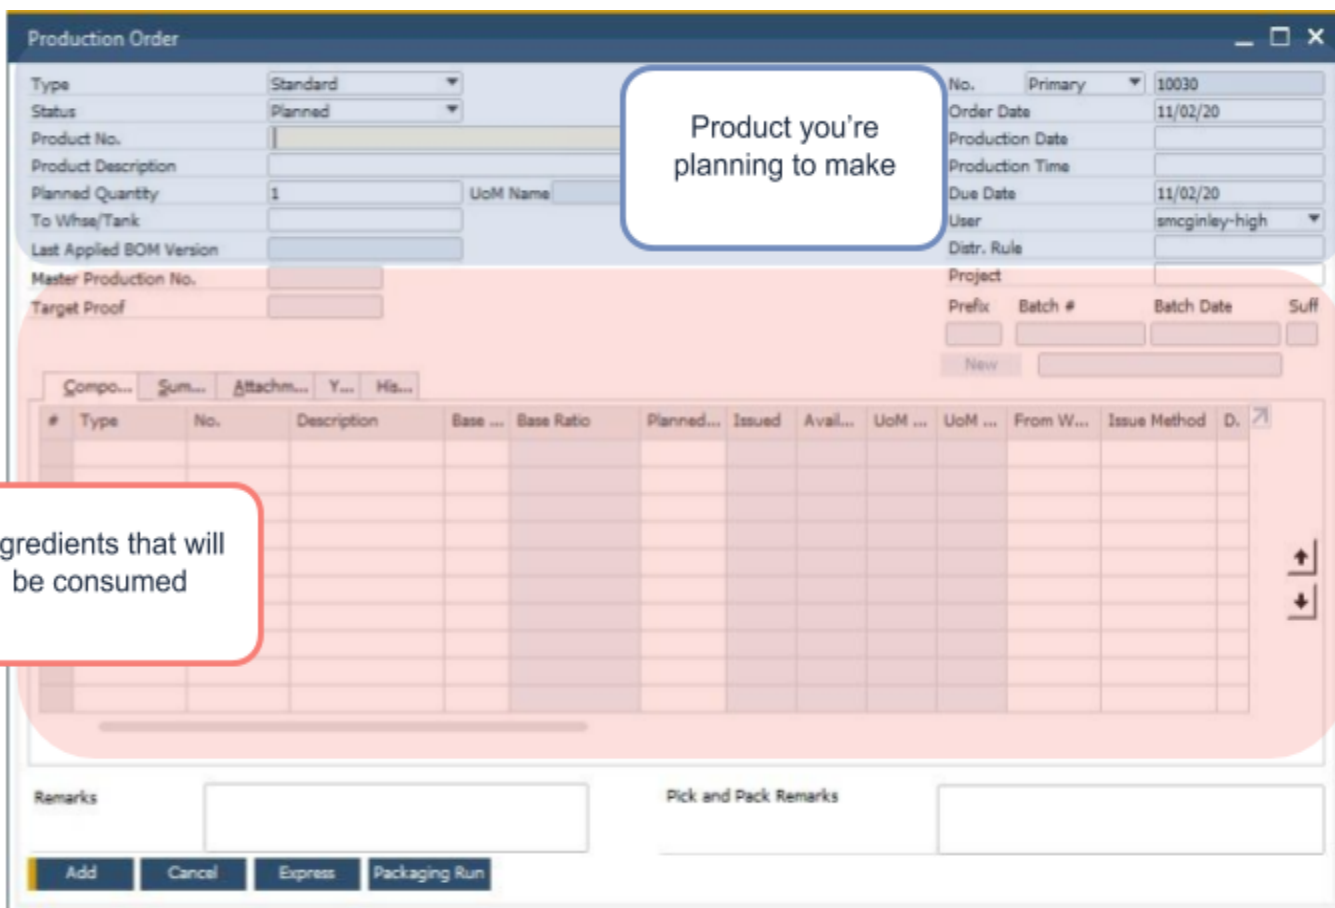 Production Order
Type Standard No. Primary 10030
Status Planned Order Date 11/02/20
Product No. Production Date
Product Description Production Time
Planned Quantity 1 UoM Name Due Date 11/02/20
To Whse/Tank User smcginley-high
Last Applied BOM Version Distr. Rule
Product you're
planning to make
Master Production No. Project
Target Proof Prefix Batch # Batch Date Suff
New
Compo... Sum... Attachm... Y... His...
# Type No. Description Base ... Base Ratio Planned... Issued Avail... UoM ... UoM ... From W... Issue Method D.
gredients that will
be consumed
Remarks Pick and Pack Remarks
Add Cancel Express Packaging Run